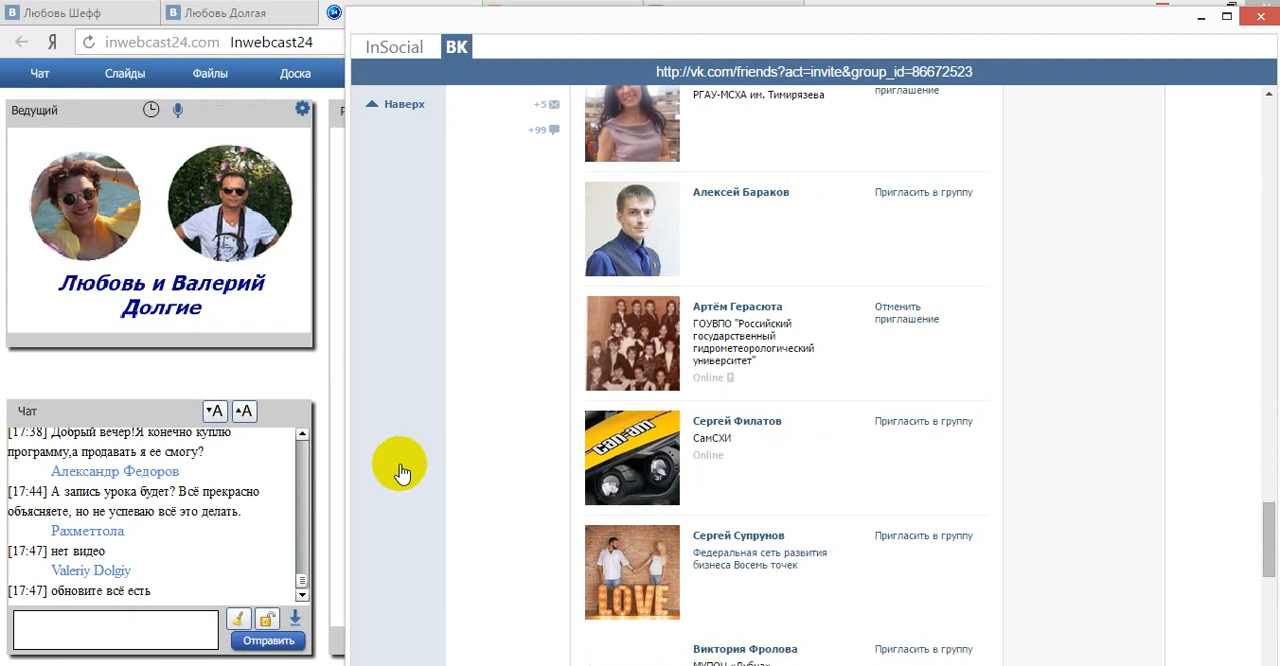 Любовь Шефф
Любовь Долгая
inwebcast24.com Inwebcast24
Чат Слайды Файлы Доска
Ведущий
Любовь и Валерий
Долгие
Чат
▾A ▴A
[17:38] Добрый вечер!Я конечно куплю
программу,а продавать я ее смогу?
Александр Федоров
[17:44] А запись урока будет? Всё прекрасно
объясняете, но не успеваю всё это делать.
Рахметтола
[17:47] нет видео
Valeriy Dolgiy
[17:47] обновите всё есть
Отправить
InSocial ВК
http://vk.com/friends?act=invite&group_id=86672523
Наверх
+5
+99
РГАУ-МСХА им. Тимирязева
приглашение
Алексей Бараков
Пригласить в группу
Артём Герасюта
ГОУВПО "Российский
государственный
гидрометеорологический
университет"
Online
Отменить
приглашение
can-am
Сергей Филатов
СамСХИ
Online
Пригласить в группу
LOVE
Сергей Супрунов
Федеральная сеть развития
бизнеса Восемь точек
Пригласить в группу
Виктория Фролова
Пригласить в группу